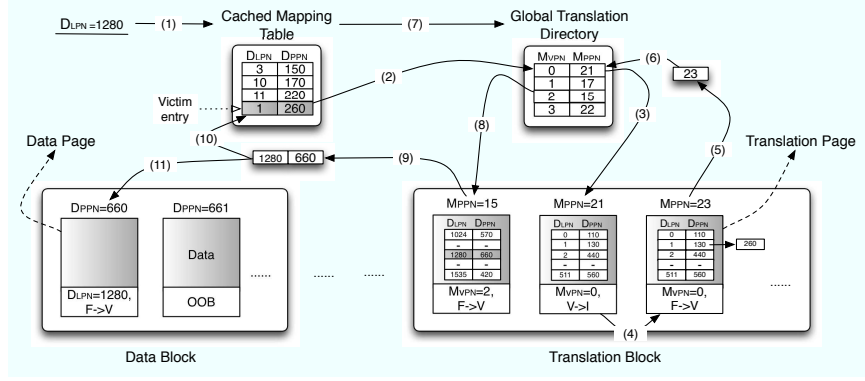 DLPN =1280
(1)
Cached Mapping
Table
(7)
Global Translation
Directory
DLPN DPPN
3 150
10 170
11 220
1 260
Victim
entry
(2)
MVPN MPPN
0 21
1 17
2 15
3 22
(6)
23
(10)
(8)
(3)
(5)
Data Page
Translation Page
(11)
1280 660
(9)
DPPN=660
DLPN=1280,
F->V
DPPN=661
Data
OOB
......
......
......
MPPN=15
DLPN DPPN
1024 570
- -
1280 660
- -
1535 420
MVPN=2,
F->V
MPPN=21
DLPN DPPN
0 110
1 130
2 440
- -
511 560
MVPN=0,
V->I
MPPN=23
DLPN DPPN
0 110
1 130
2 440
- -
511 560
MVPN=0,
F->V
260
......
(4)
Data Block
Translation Block